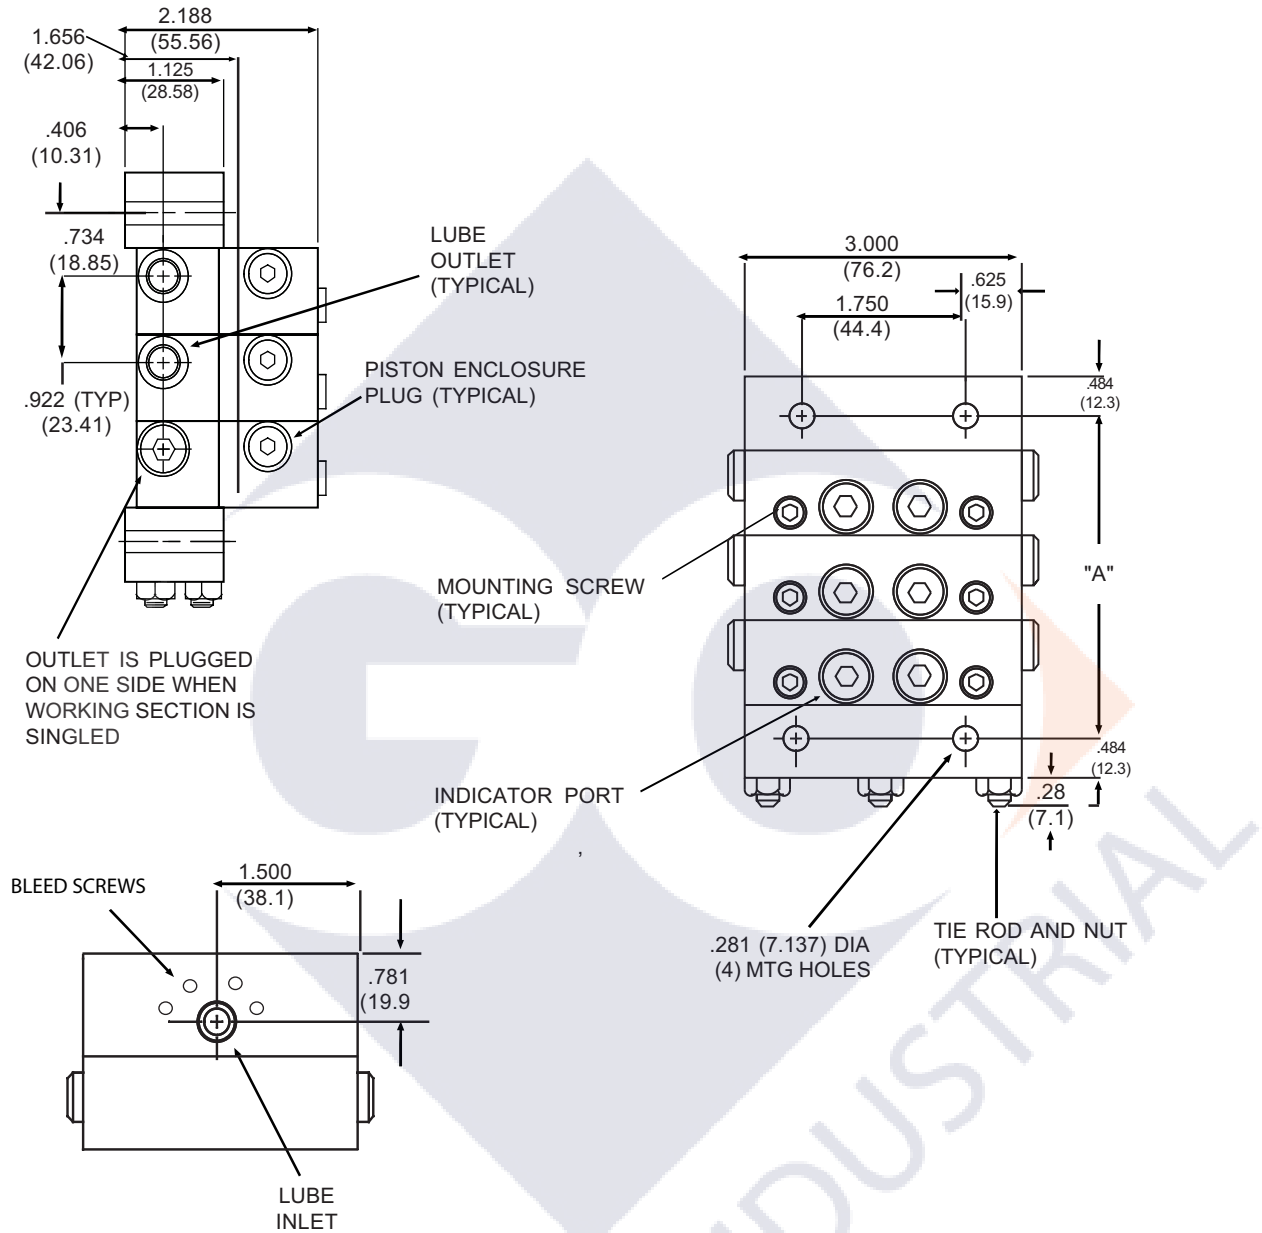 2.188
(55.56)
1.656
(42.06)
1.125
(28.58)
.406
(10.31)
.734
(18.85)
.922 (TYP)
(23.41)
LUBE
OUTLET
(TYPICAL)
PISTON ENCLOSURE
PLUG (TYPICAL)
OUTLET IS PLUGGED
ON ONE SIDE WHEN
WORKING SECTION IS
SINGLED
3.000
(76.2)
.625
(15.9)
1.750
(44.4)
.484
(12.3)
"A"
MOUNTING SCREW
(TYPICAL)
INDICATOR PORT
(TYPICAL)
,
.484
(12.3)
.28
(7.1)
.281 (7.137) DIA
(4) MTG HOLES
TIE ROD AND NUT
(TYPICAL)
BLEED SCREWS
1.500
(38.1)
.781
(19.9
LUBE
INLET
GO
INDUSTRIAL